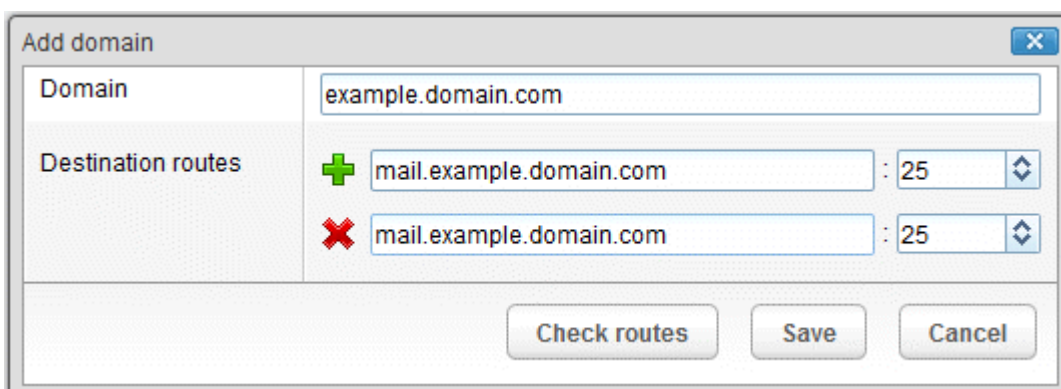 Add domain
Domain example.domain.com
Destination routes mail.example.domain.com : 25
mail.example.domain.com : 25
Check routes Save Cancel